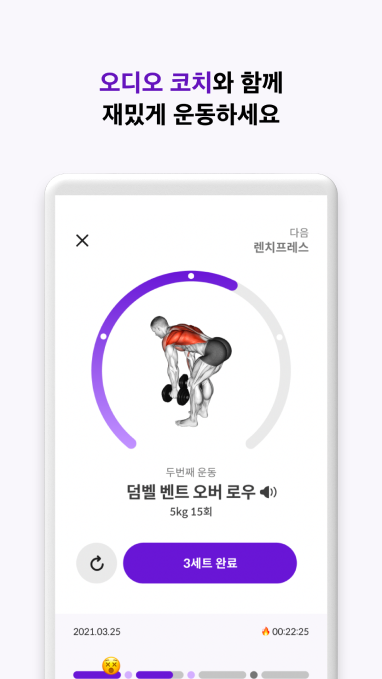 오디오 코치와 함께
재밌게 운동하세요
다음
렌치프레스
두번째 운동
덤벨 벤트 오버 로우
5kg 15회
3세트 완료
2021.03.25
00:22:25